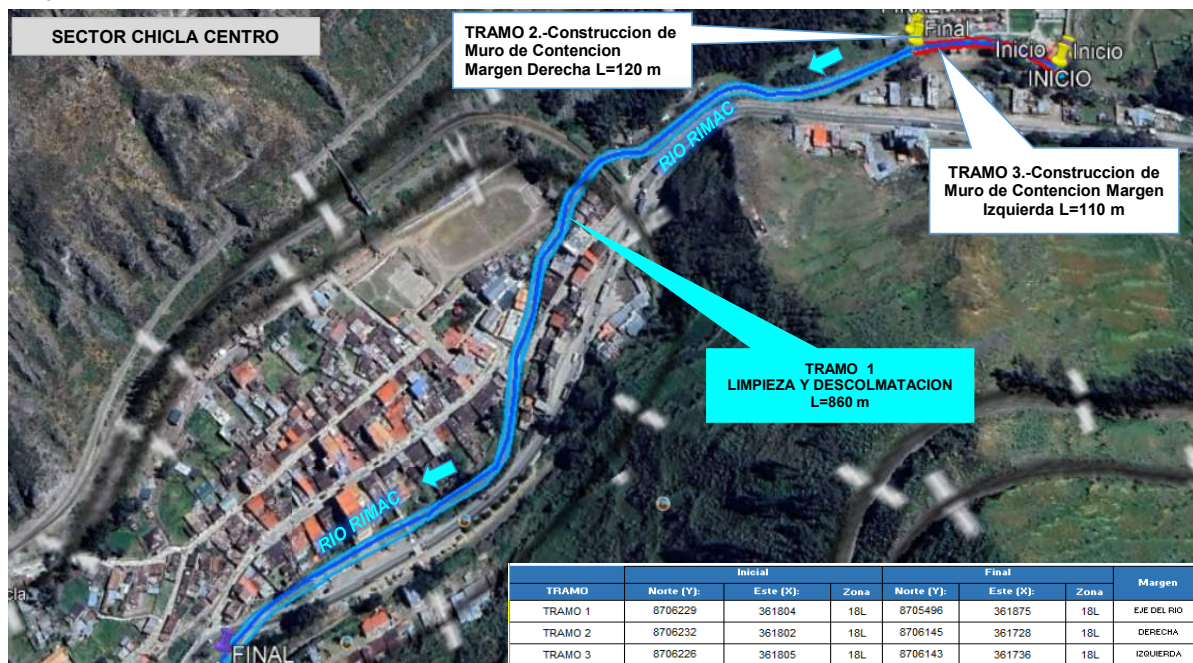 SECTOR CHICLA CENTRO
TRAMO 2.-Construccion de
Muro de Contencion
Margen Derecha L=120 m
Final
Inicio
Inicio
INICIO
RIO RIMAC
TRAMO 3.-Construccion de
Muro de Contencion Margen
Izquierda L=110 m
TRAMO 1
LIMPIEZA Y DESCOLMATACION
L=860 m
RIO RIMAC
FINAL
Inicial Final
TRAMO Norte (Y): Este (X): Zona Norte (Y): Este (X): Zona Margen
TRAMO 1 8706229 361804 18L 8705496 361875 18L EJE DEL RIO
TRAMO 2 8706232 361802 18L 8706145 361728 18L DERECHA
TRAMO 3 8706226 361805 18L 8706143 361736 18L IZQUIERDA